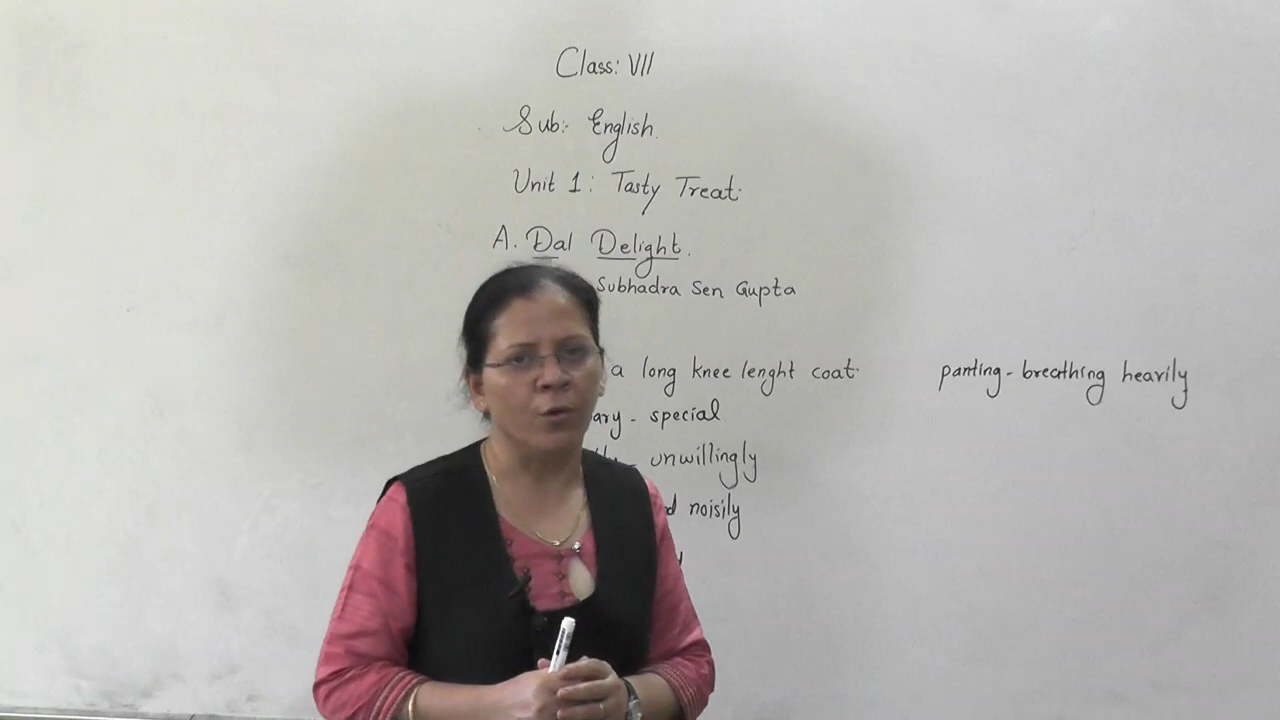 Class: VII
Sub:- English.
Unit 1: Tasty Treat.
A. Dal Delight.
Subhadra Sen Gupta
a long knee lenght coat. panting - breathing heavily
ary - special
- unwillingly
noisily